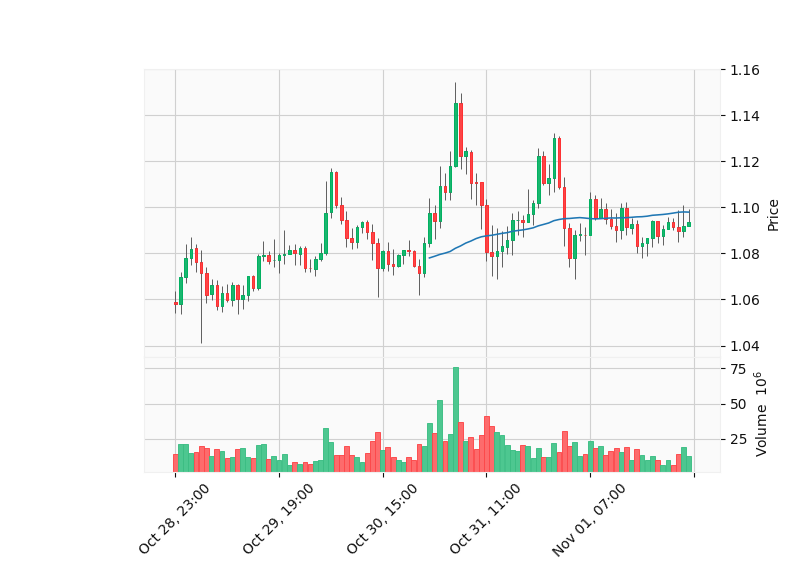 1.16
1.14
1.12
1.10
1.08
1.06
1.04
Price
75
50
25
Volume 10⁶
Oct 28, 23:00
Oct 29, 19:00
Oct 30, 15:00
Oct 31, 11:00
Nov 01, 07:00